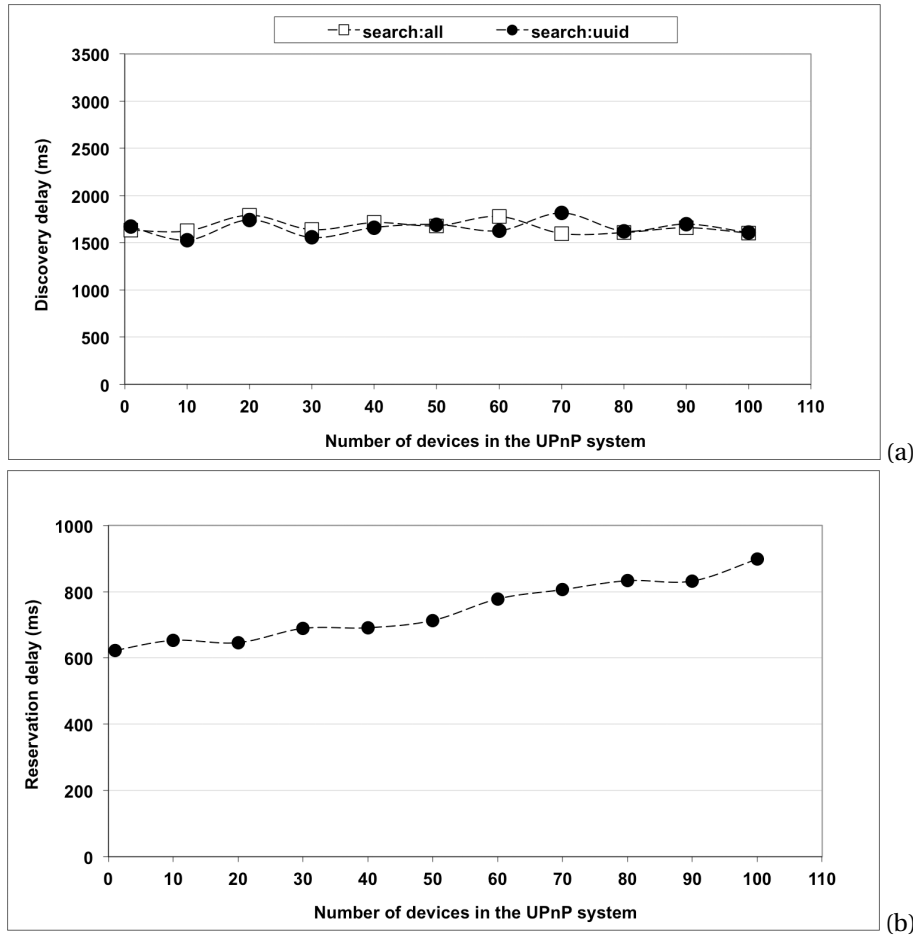 search:all search:uuid
3500
3000
2500
2000
1500
1000
500
0
Discovery delay (ms)
0 10 20 30 40 50 60 70 80 90 100 110
Number of devices in the UPnP system
(a)
1000
800
600
400
200
0
Reservation delay (ms)
0 10 20 30 40 50 60 70 80 90 100 110
Number of devices in the UPnP system
(b)